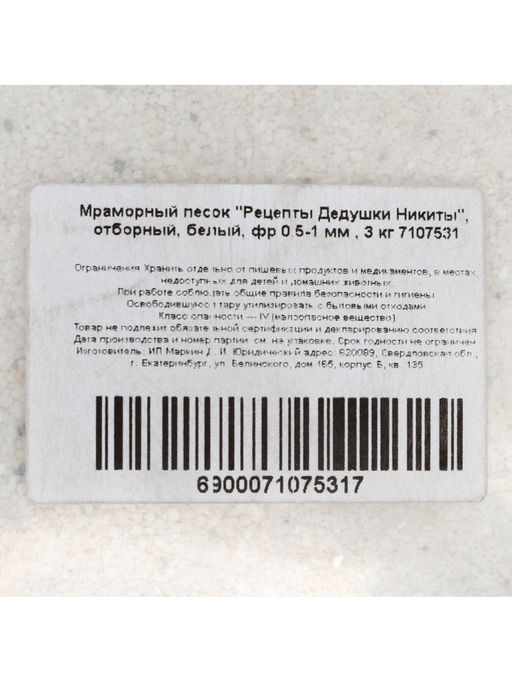 Мраморный песок "Рецепты Дедушки Никиты",
отборный, белый, фр 0,5-1 мм , 3 кг 7107531
Ограничения Хранить отдельно от пищевых продуктов и медикаментов, в местах,
недоступных для детей и домашних животных.
При работе соблюдать общие правила безопасности и гигиены
Освободившуюся тару утилизировать с бытовыми отходами
Класс опасности — IV (малоопасное вещество)
Товар не подлежит обязательной сертификации и декларированию соответствия
Дата производства и номер партии см. на упаковке. Срок годности не ограничен
Изготовитель: ИП Маркин Д. И. Юридический адрес: 620089, Свердловская обл.,
г. Екатеринбург, ул. Белинского, дом 165, корпус Б, кв. 135
6900071075317